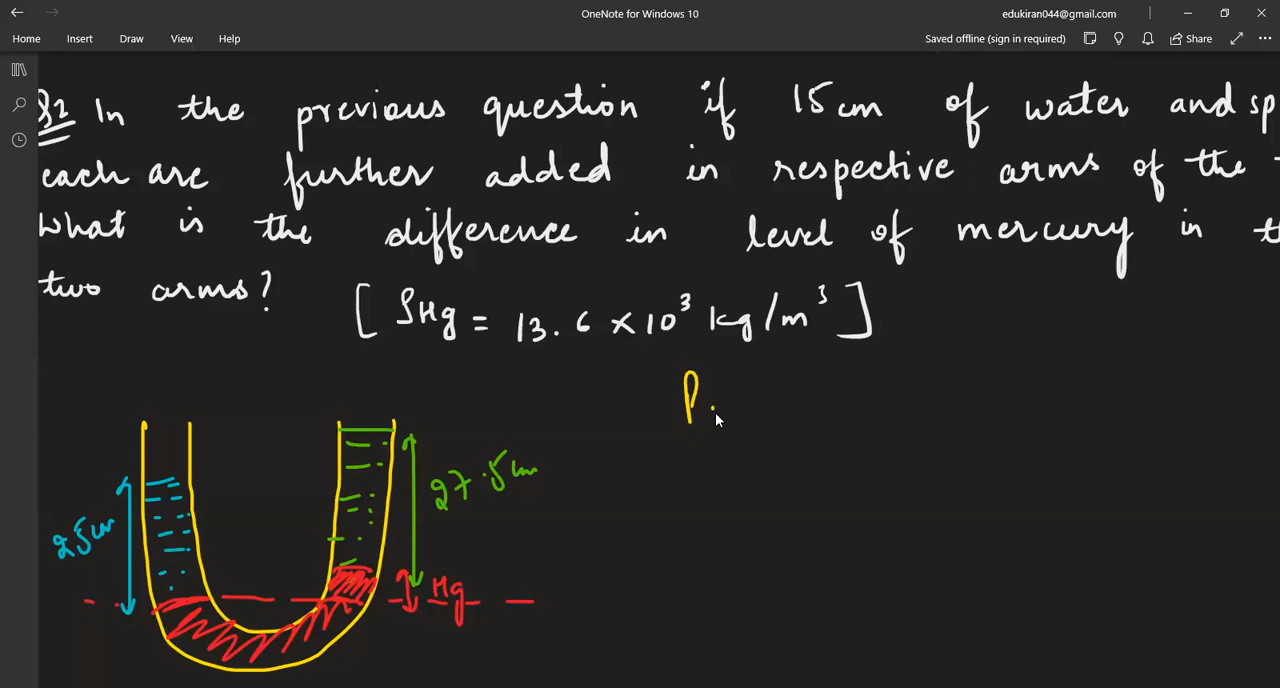 OneNote for Windows 10
edukiran044@gmail.com
Home Insert Draw View Help
Saved offline (sign in required) Share
Q2 In the previous question if 15cm of water and sp
each are further added in respective arms of the
What is the difference in level of mercury in
two arms? [ ρHg = 13.6 × 10³ kg/m³ ]
P.
25cm
27.5cm
Hg